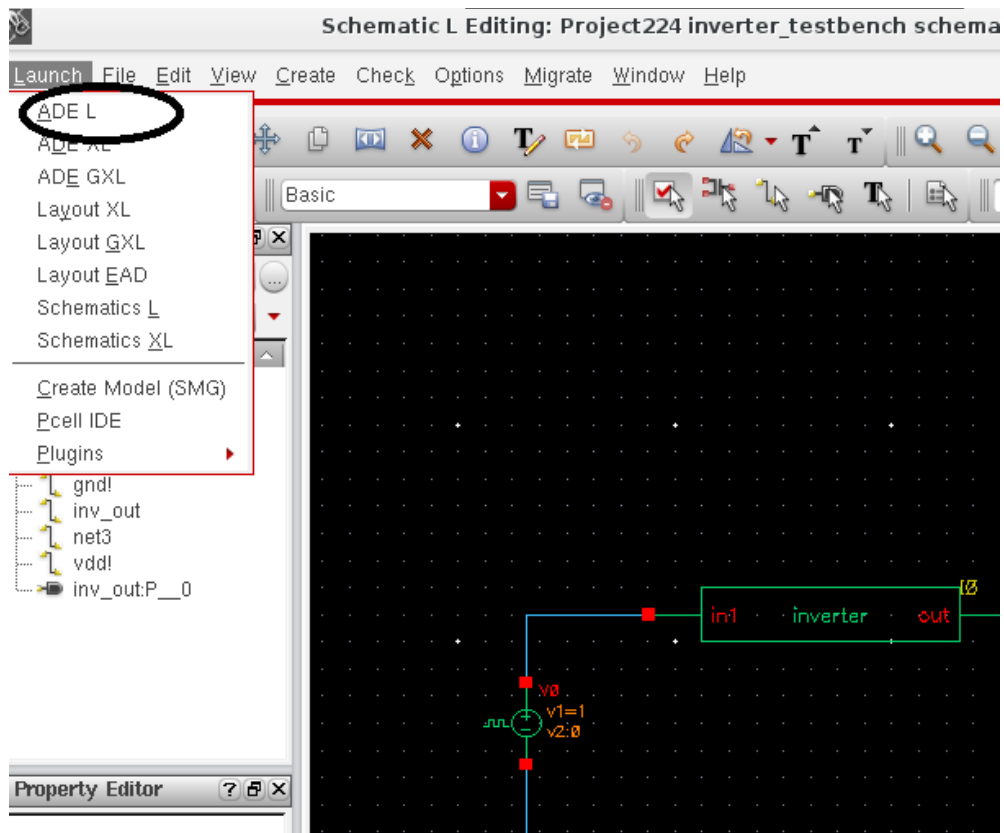 Schematic L Editing: Project224 inverter_testbench schema
Launch File Edit View Create Check Options Migrate Window Help
ADE L
ADE XL
ADE GXL
Layout XL
Layout GXL
Layout EAD
Schematics L
Schematics XL
Create Model (SMG)
Pcell IDE
Plugins
Basic
gnd!
inv_out
net3
vdd!
inv_out:P__0
Property Editor
in1 inverter out
I0
V0
v1=1
v2:0